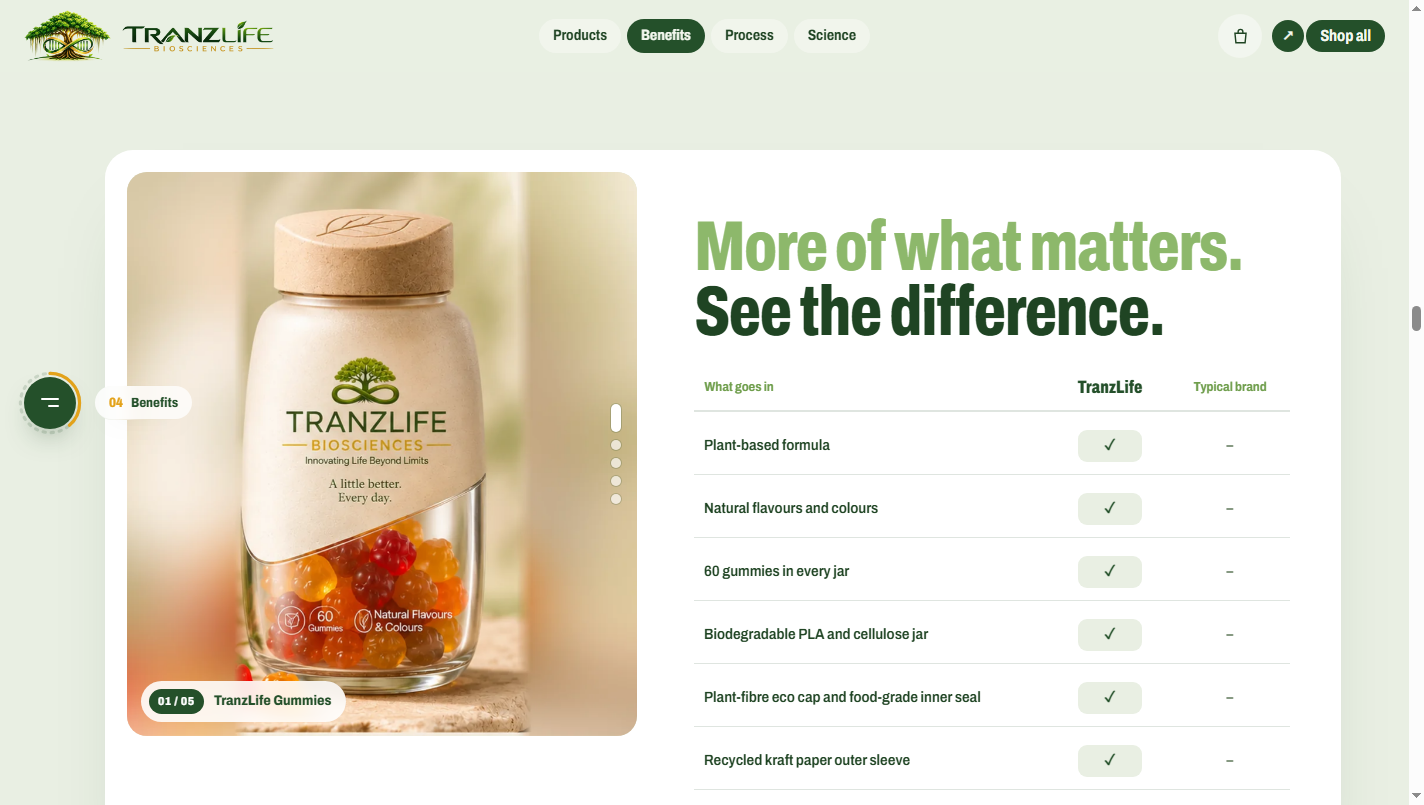 TRANZLIFE
BIOSCIENCES
Products
Benefits
Process
Science
Shop all
TRANZLIFE
BIOSCIENCES
Innovating Life Beyond Limits
A little better.
Every day.
60
Gummies
Natural Flavours
& Colours
01 / 05
TranzLife Gummies
04
Benefits
More of what matters.
See the difference.
What goes in TranzLife Typical brand
Plant-based formula ✓ –
Natural flavours and colours ✓ –
60 gummies in every jar ✓ –
Biodegradable PLA and cellulose jar ✓ –
Plant-fibre eco cap and food-grade inner seal ✓ –
Recycled kraft paper outer sleeve ✓ –